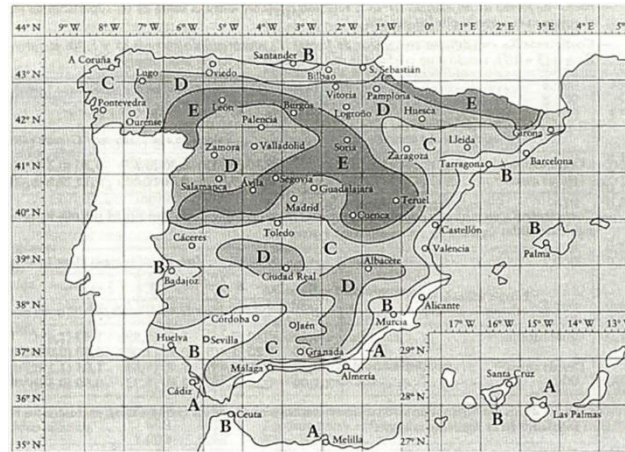 44° N 9° W 8° W 7° W 6° W 5° W 4° W 3° W 2° W 1° W 0° 1° E 2° E 3° E
A Coruña Santander B
43° N C Lugo D Oviedo Bilbao S. Sebastián
Vitoria Pamplona
Pontevedra E León Burgos Logroño D Huesca E
42° N Ourense Palencia Girona
Zamora Valladolid Soria C Lleida
41° N D E Zaragoza Tarragona B Barcelona
Salamanca Ávila Segovia Guadalajara
Madrid Teruel
40° N Toledo Cuenca Castellón B
Cáceres C Palma
39° N B D Albacete Valencia
Badajoz Ciudad Real
38° N C D B Alicante
Córdoba Murcia
Huelva Jaén 17° W 16° W 15° W 14° W 13° W
37° N B Sevilla C Granada A 29° N
Málaga Almería Santa Cruz A
36° N Cádiz A 28° N
B Ceuta A B Las Palmas
35° N Melilla 27° N